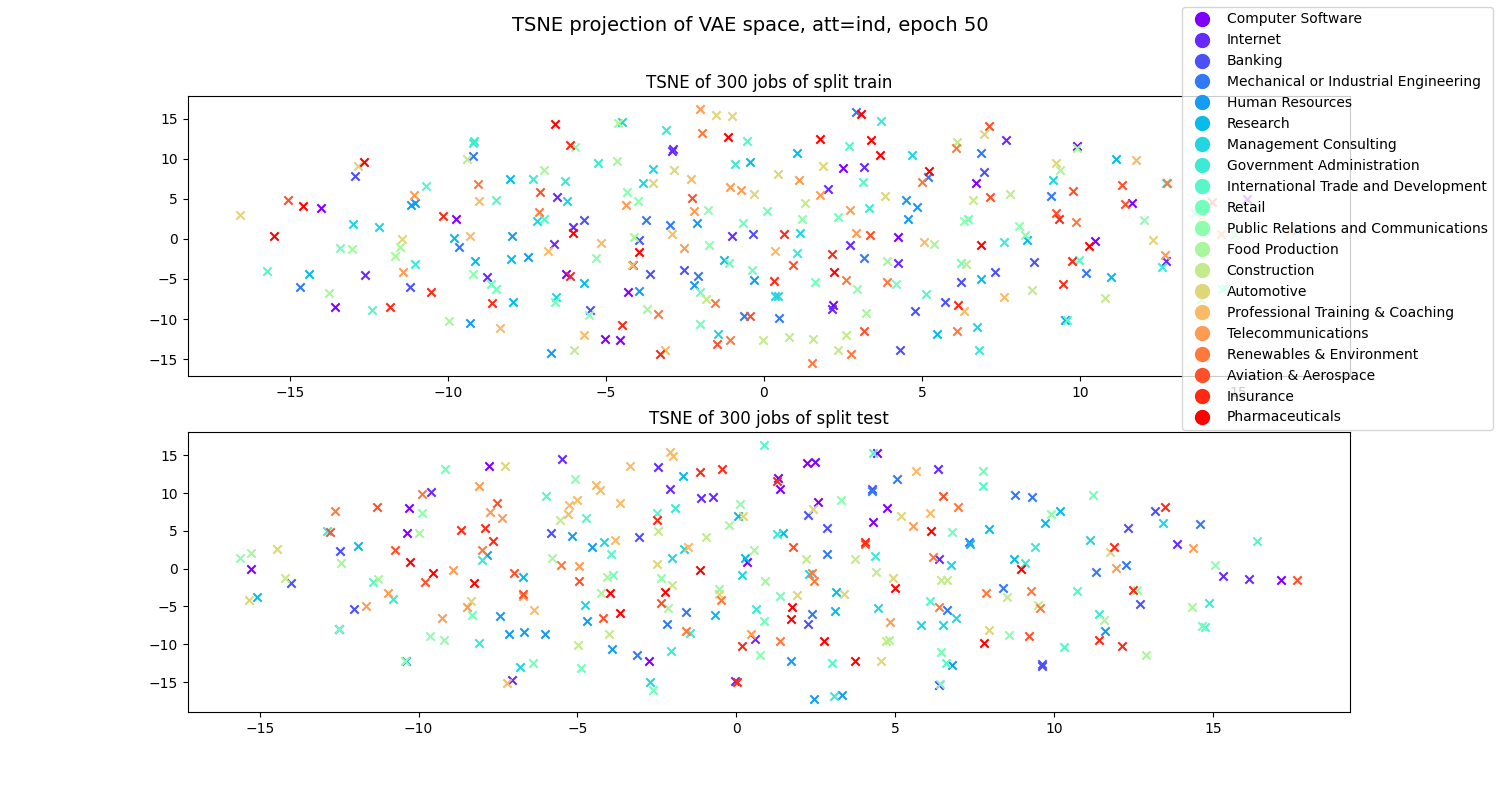 TSNE projection of VAE space, att=ind, epoch 50
TSNE of 300 jobs of split train
15
10
5
0
−5
−10
−15
−15
−10
−5
0
5
10
15
Computer Software
Internet
Banking
Mechanical or Industrial Engineering
Human Resources
Research
Management Consulting
Government Administration
International Trade and Development
Retail
Public Relations and Communications
Food Production
Construction
Automotive
Professional Training & Coaching
Telecommunications
Renewables & Environment
Aviation & Aerospace
Insurance
Pharmaceuticals
TSNE of 300 jobs of split test
15
10
5
0
−5
−10
−15
−15
−10
−5
0
5
10
15